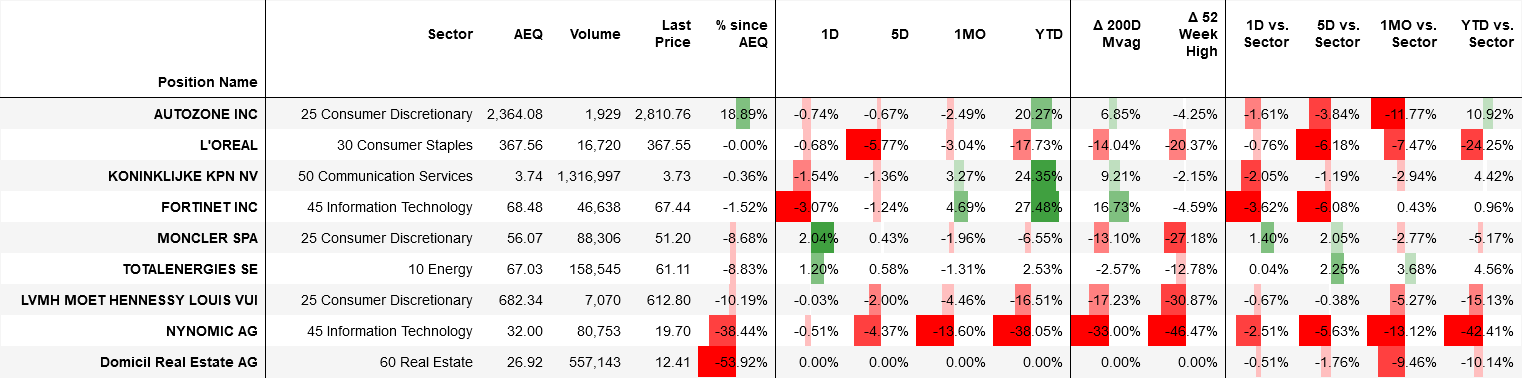 Position Name Sector AEQ Volume Last Price % since AEQ 1D 5D 1MO YTD Δ 200D Mvag Δ 52 Week High 1D vs. Sector 5D vs. Sector 1MO vs. Sector YTD vs. Sector
AUTOZONE INC 25 Consumer Discretionary 2,364.08 1,929 2,810.76 18.89% -0.74% -0.67% -2.49% 20.27% 6.85% -4.25% -1.61% -3.84% -11.77% 10.92%
L'OREAL 30 Consumer Staples 367.56 16,720 367.55 -0.00% -0.68% -5.77% -3.04% -17.73% -14.04% -20.37% -0.76% -6.18% -7.47% -24.25%
KONINKLIJKE KPN NV 50 Communication Services 3.74 1,316,997 3.73 -0.36% -1.54% -1.36% 3.27% 24.35% 9.21% -2.15% -2.05% -1.19% -2.94% 4.42%
FORTINET INC 45 Information Technology 68.48 46,638 67.44 -1.52% -3.07% -1.24% 4.69% 27.48% 16.73% -4.59% -3.62% -6.08% 0.43% 0.96%
MONCLER SPA 25 Consumer Discretionary 56.07 88,306 51.20 -8.68% 2.04% 0.43% -1.96% -6.55% -13.10% -27.18% 1.40% 2.05% -2.77% -5.17%
TOTALENERGIES SE 10 Energy 67.03 158,545 61.11 -8.83% 1.20% 0.58% -1.31% 2.53% -2.57% -12.78% 0.04% 2.25% 3.68% 4.56%
LVMH MOET HENNESSY LOUIS VUI 25 Consumer Discretionary 682.34 7,070 612.80 -10.19% -0.03% -2.00% -4.46% -16.51% -17.23% -30.87% -0.67% -0.38% -5.27% -15.13%
NYNOMIC AG 45 Information Technology 32.00 80,753 19.70 -38.44% -0.51% -4.37% -13.60% -38.05% -33.00% -46.47% -2.51% -5.63% -13.12% -42.41%
Domicil Real Estate AG 60 Real Estate 26.92 557,143 12.41 -53.92% 0.00% 0.00% 0.00% 0.00% 0.00% 0.00% -0.51% -1.76% -9.46% -10.14%